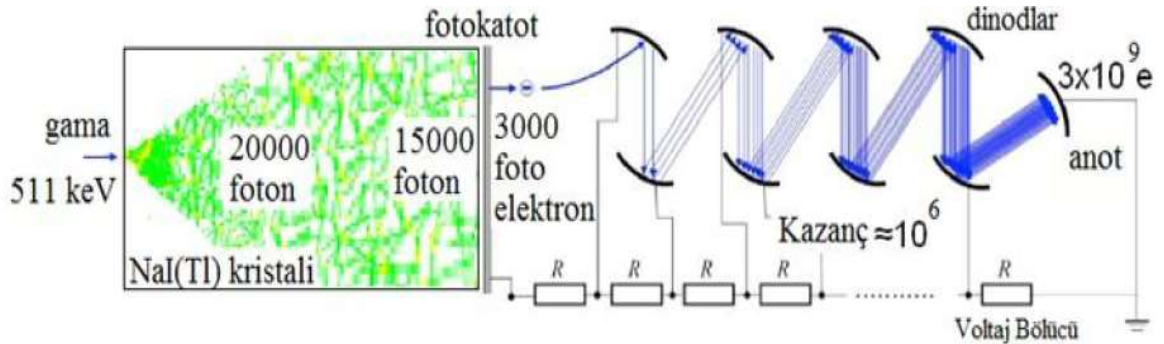 fotokatot
dinodlar
gama
511 keV
20000
foton
15000
foton
3000
foto
elektron
3x10^9 e
anot
Kazanç ≈10^6
NaI(Tl) kristali
R
R
R
R
R
Voltaj Bölücü